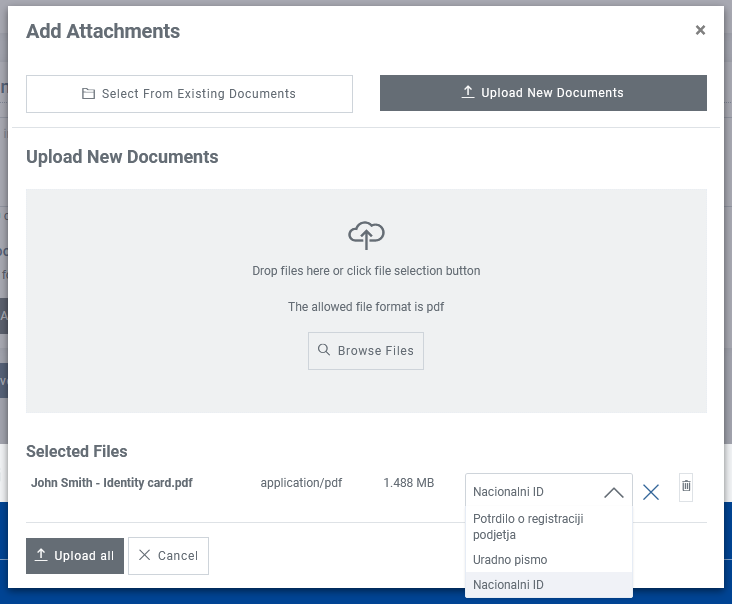 Add Attachments
×
Select From Existing Documents
Upload New Documents
Upload New Documents
Drop files here or click file selection button
The allowed file format is pdf
Browse Files
Selected Files
John Smith - Identity card.pdf application/pdf 1.488 MB Nacionalni ID
Potrdilo o registraciji
podjetja
Uradno pismo
Nacionalni ID
Upload all
Cancel